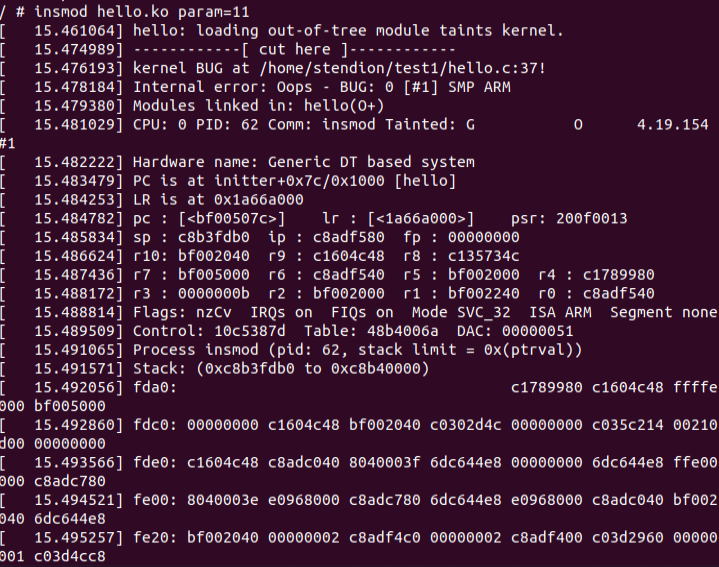 / # insmod hello.ko param=11
[   15.461064] hello: loading out-of-tree module taints kernel.
[   15.474989] ------------[ cut here ]------------
[   15.476193] kernel BUG at /home/stendion/test1/hello.c:37!
[   15.478184] Internal error: Oops - BUG: 0 [#1] SMP ARM
[   15.479380] Modules linked in: hello(O+)
[   15.481029] CPU: 0 PID: 62 Comm: insmod Tainted: G           O      4.19.154
#1
[   15.482222] Hardware name: Generic DT based system
[   15.483479] PC is at initter+0x7c/0x1000 [hello]
[   15.484253] LR is at 0x1a66a000
[   15.484782] pc : [<bf00507c>]    lr : [<1a66a000>]    psr: 200f0013
[   15.485834] sp : c8b3fdb0  ip : c8adf580  fp : 00000000
[   15.486624] r10: bf002040  r9 : c1604c48  r8 : c135734c
[   15.487436] r7 : bf005000  r6 : c8adf540  r5 : bf002000  r4 : c1789980
[   15.488172] r3 : 0000000b  r2 : bf002000  r1 : bf002240  r0 : c8adf540
[   15.488814] Flags: nzCv  IRQs on  FIQs on  Mode SVC_32  ISA ARM  Segment none
[   15.489509] Control: 10c5387d  Table: 48b4006a  DAC: 00000051
[   15.491065] Process insmod (pid: 62, stack limit = 0x(ptrval))
[   15.491571] Stack: (0xc8b3fdb0 to 0xc8b40000)
[   15.492056] fda0:                                     c1789980 c1604c48 ffffe
000 bf005000
[   15.492860] fdc0: 00000000 c1604c48 bf002040 c0302d4c 00000000 c035c214 00210
d00 00000000
[   15.493566] fde0: c1604c48 c8adc040 8040003f 6dc644e8 00000000 6dc644e8 ffe00
000 c8adc780
[   15.494521] fe00: 8040003e e0968000 c8adc780 6dc644e8 e0968000 c8adc040 bf002
040 6dc644e8
[   15.495257] fe20: bf002040 00000002 c8adf4c0 00000002 c8adf400 c03d2960 00000
001 c03d4cc8